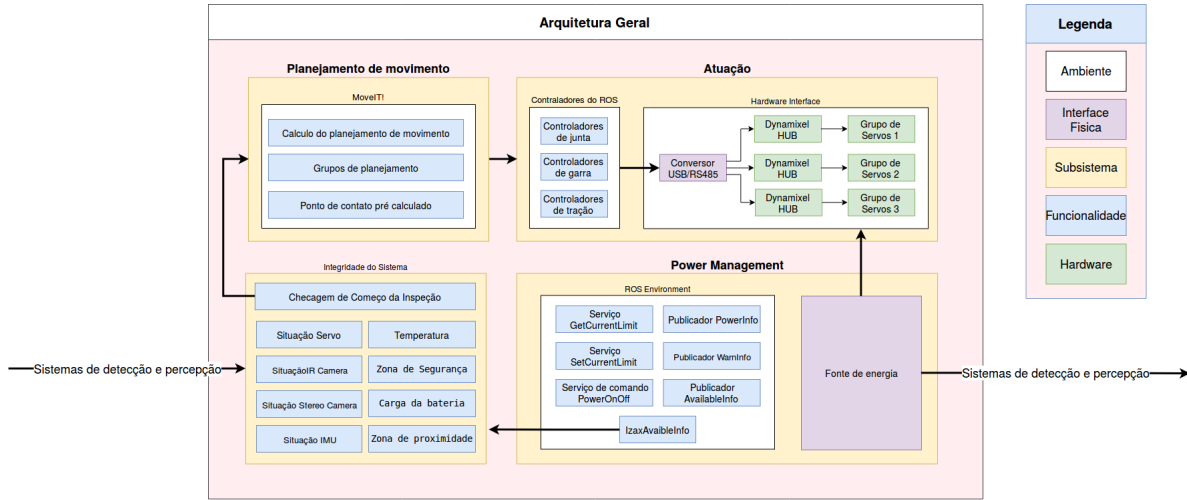 Arquitetura Geral
Planejamento de movimento
MoveIT!
Calculo do planejamento de movimento
Grupos de planejamento
Ponto de contato pré calculado
Atuação
Contraladores do ROS
Controladores
de junta
Controladores
de garra
Controladores
de tração
Hardware Interface
Conversor
USB/RS485
Dynamixel
HUB
Grupo de
Servos 1
Dynamixel
HUB
Grupo de
Servos 2
Dynamixel
HUB
Grupo de
Servos 3
Integridade do Sistema
Checagem de Começo da Inspeção
Situação Servo
Temperatura
SituaçãoIR Camera
Zona de Segurança
Situação Stereo Camera
Carga da bateria
Situação IMU
Zona de proximidade
Power Management
ROS Environment
Serviço
GetCurrentLimit
Publicador PowerInfo
Serviço
SetCurrentLimit
Publicador WarnInfo
Serviço de comando
PowerOnOff
Publicador
AvailableInfo
IzaxAvaibleInfo
Fonte de energia
Sistemas de detecção e percepção
Sistemas de detecção e percepção
Legenda
Ambiente
Interface
Fisica
Subsistema
Funcionalidade
Hardware